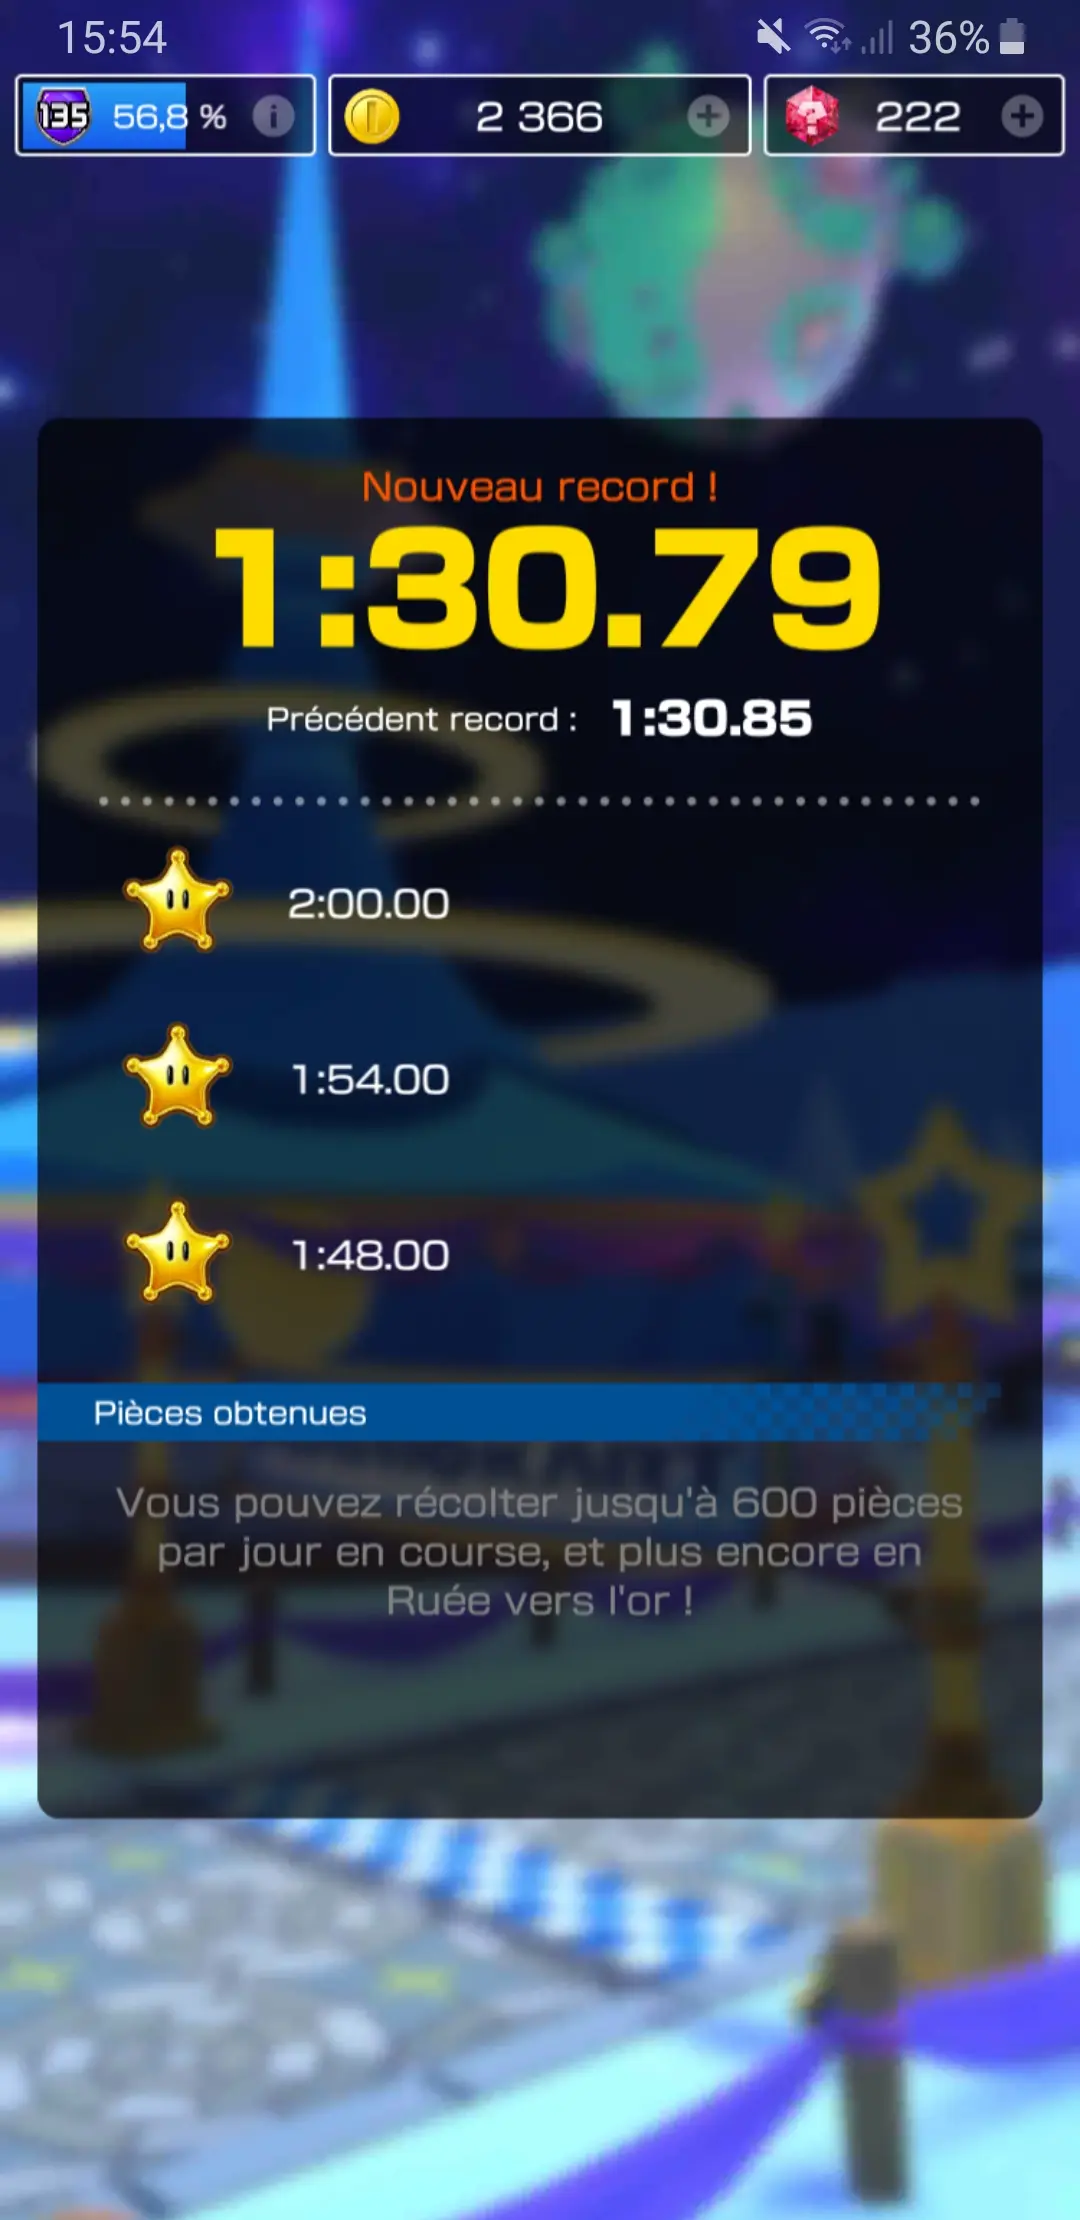 15:54
36%
135
56,8 %
2 366
222
Nouveau record !
1:30.79
Précédent record : 1:30.85
2:00.00
1:54.00
1:48.00
Pièces obtenues
Vous pouvez récolter jusqu'à 600 pièces
par jour en course, et plus encore en
Ruée vers l'or !